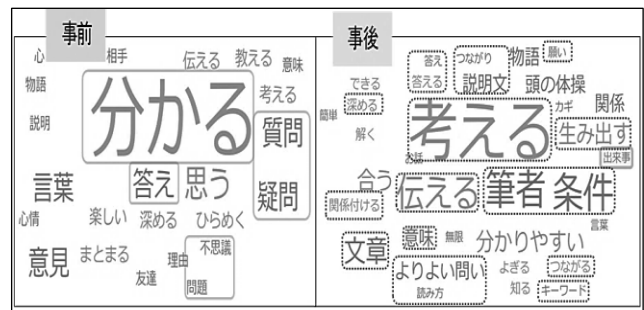 事前
心 相手 伝える 教える 意味
物語 分かる 考える
説明 質問
言葉 答え 思う 疑問
心情 楽しい 深める ひらめく
意見 まとまる 理由 不思議
友達 問題
事後
答え つながり 物語 願い
できる 答える 説明文 頭の体操
深める 考える カギ 関係
簡単 解く 生み出す
お話 出来事
合う 伝える 筆者 条件
関係付ける 言葉
文章 意味 無限 分かりやすい
よりよい問い よぎる つながる
読み方 知る キーワード